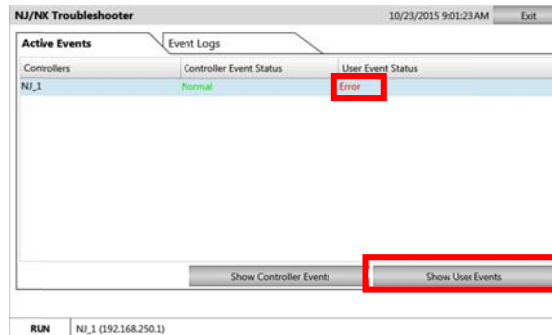 NJ/NX Troubleshooter 10/23/2015 9:01:23 AM Exit
Active Events Event Logs
Controllers Controller Event Status User Event Status
NJ_1 Normal Error
Show Controller Events Show User Events
RUN NJ_1 (192.168.250.1)